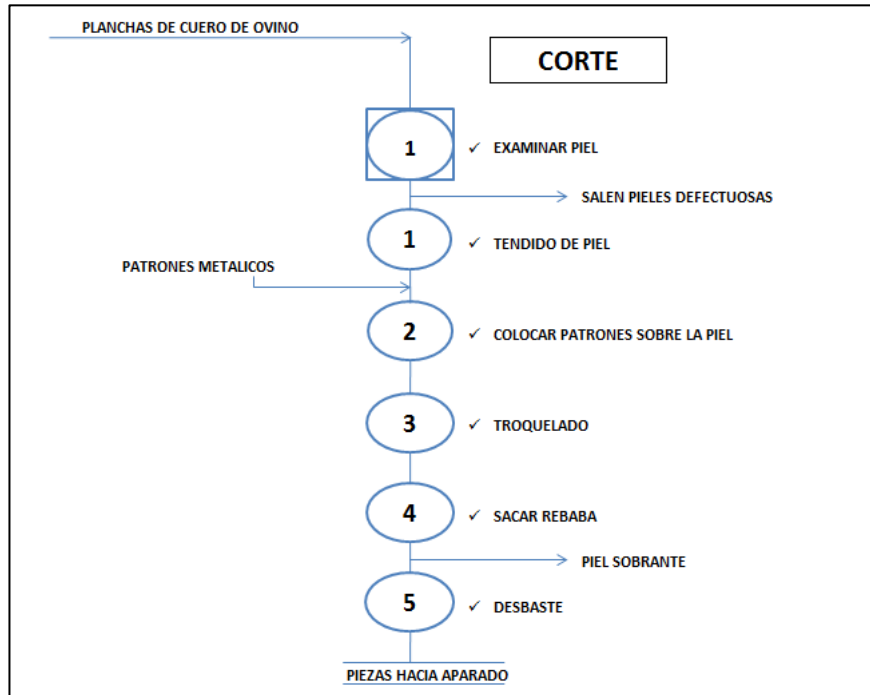 PLANCHAS DE CUERO DE OVINO
CORTE
1
✓ EXAMINAR PIEL
SALEN PIELES DEFECTUOSAS
1
✓ TENDIDO DE PIEL
PATRONES METALICOS
2
✓ COLOCAR PATRONES SOBRE LA PIEL
3
✓ TROQUELADO
4
✓ SACAR REBABA
PIEL SOBRANTE
5
✓ DESBASTE
PIEZAS HACIA APARADO